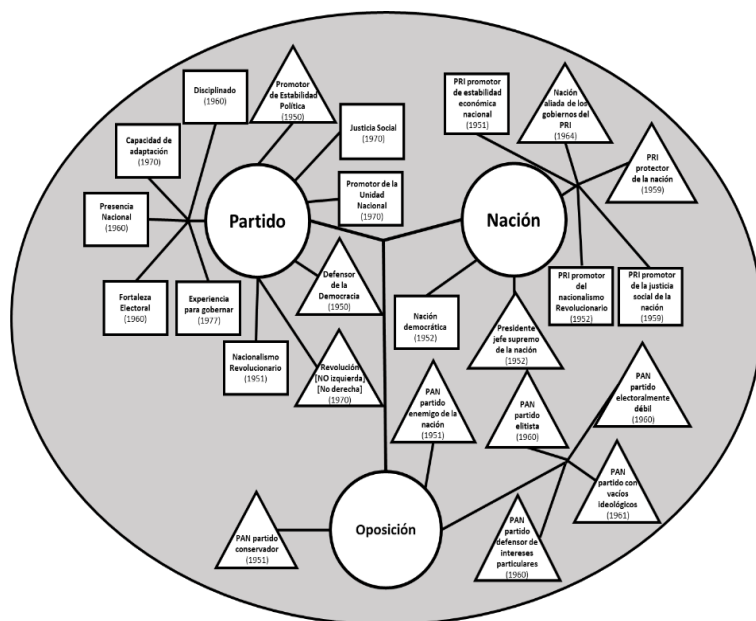 Disciplinado
(1960)
Promotor
de Estabilidad
Política
(1950)
Justicia Social
(1970)
Capacidad de
adaptación
(1970)
Promotor de la
Unidad
Nacional
(1970)
Presencia
Nacional
(1960)
Partido
Defensor
de la
Democracia
(1950)
Fortaleza
Electoral
(1960)
Experiencia
para gobernar
(1977)
Nacionalismo
Revolucionario
(1951)
Revolución
[NO izquierda]
[No derecha]
(1970)
PRI promotor
de estabilidad
económica
nacional
(1951)
Nación
aliada de los
gobiernos del
PRI
(1964)
PRI
protector
de la nación
(1959)
Nación
Nación
democrática
(1952)
Presidente
jefe supremo
de la nación
(1952)
PRI promotor
del
nacionalismo
Revolucionario
(1952)
PRI promotor
de la justicia
social de la
nación
(1959)
PAN
partido
enemigo de la
nación
(1951)
PAN
partido
elitista
(1960)
PAN
partido
electoralmente
débil
(1960)
PAN
partido con
vacíos
ideológicos
(1961)
PAN
partido
defensor de
intereses
particulares
(1960)
Oposición
PAN partido
conservador
(1951)